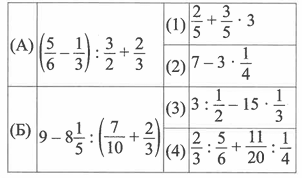 (А) (5/6 − 1/3) : 3/2 + 2/3
(1) 2/5 + 3/5 · 3
(2) 7 − 3 · 1/4
(Б) 9 − 8 1/5 : (7/10 + 2/3)
(3) 3 : 1/2 − 15 · 1/3
(4) 2/3 : 5/6 + 11/20 : 1/4